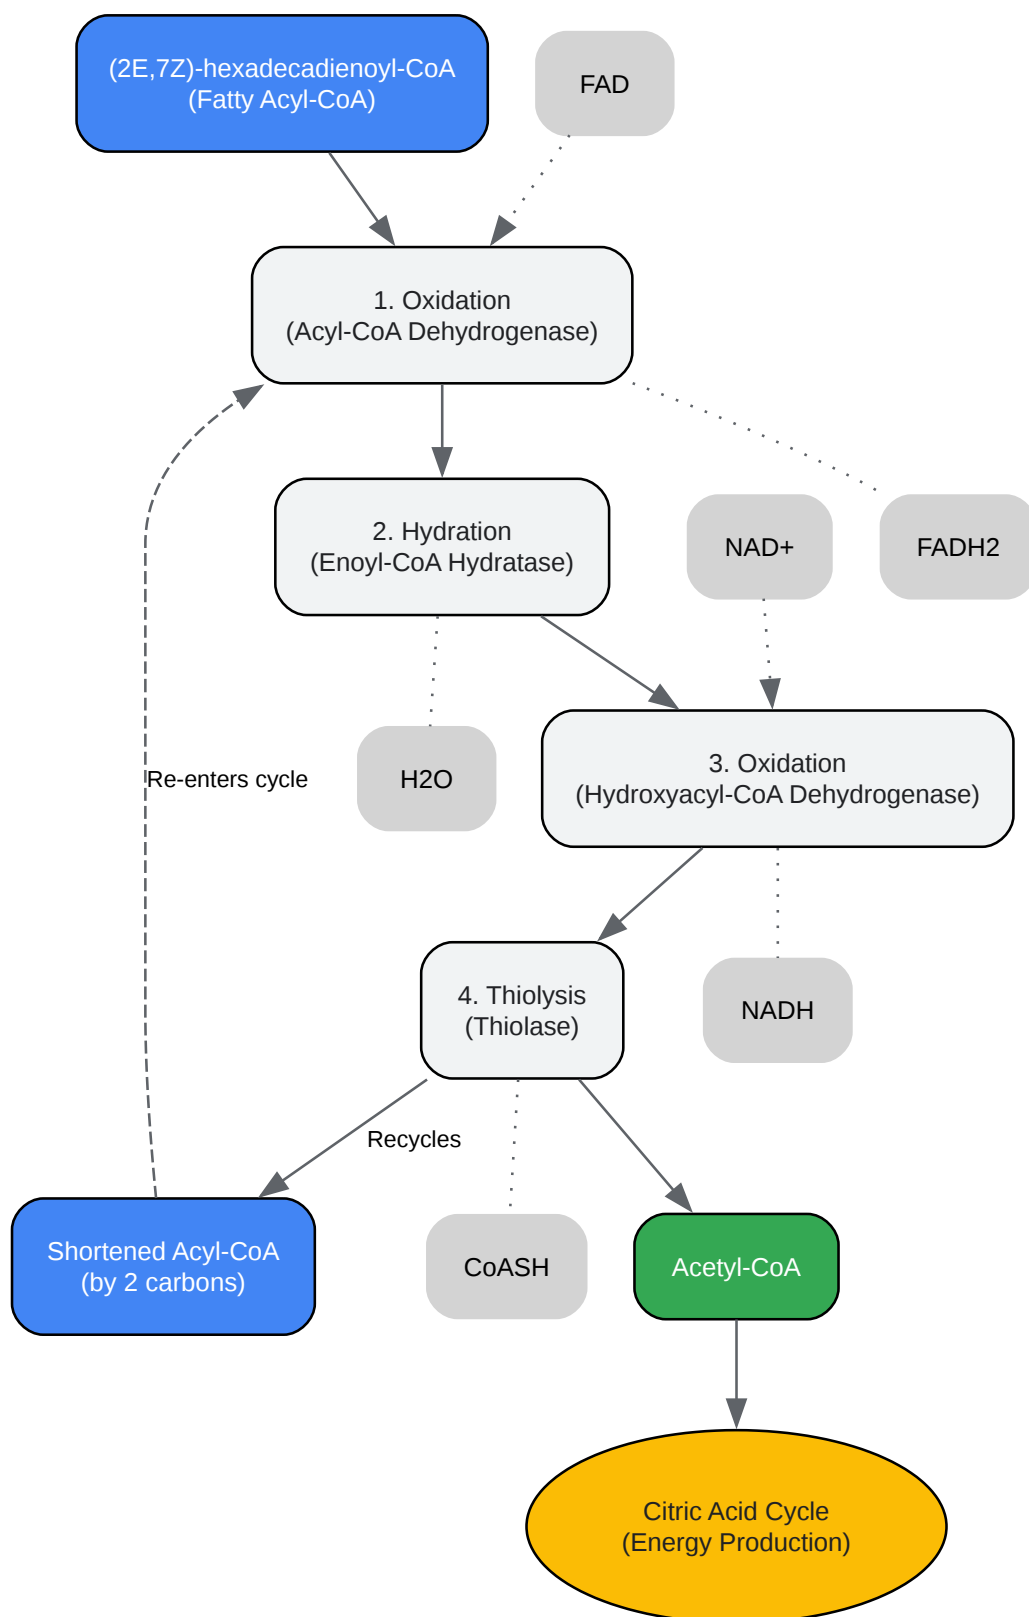 (2E,7Z)-hexadecadienoyl-CoA
(Fatty Acyl-CoA)
FAD
1. Oxidation
(Acyl-CoA Dehydrogenase)
2. Hydration
(Enoyl-CoA Hydratase)
NAD+
FADH2
Re-enters cycle
H2O
3. Oxidation
(Hydroxyacyl-CoA Dehydrogenase)
4. Thiolysis
(Thiolase)
NADH
Recycles
Shortened Acyl-CoA
(by 2 carbons)
CoASH
Acetyl-CoA
Citric Acid Cycle
(Energy Production)